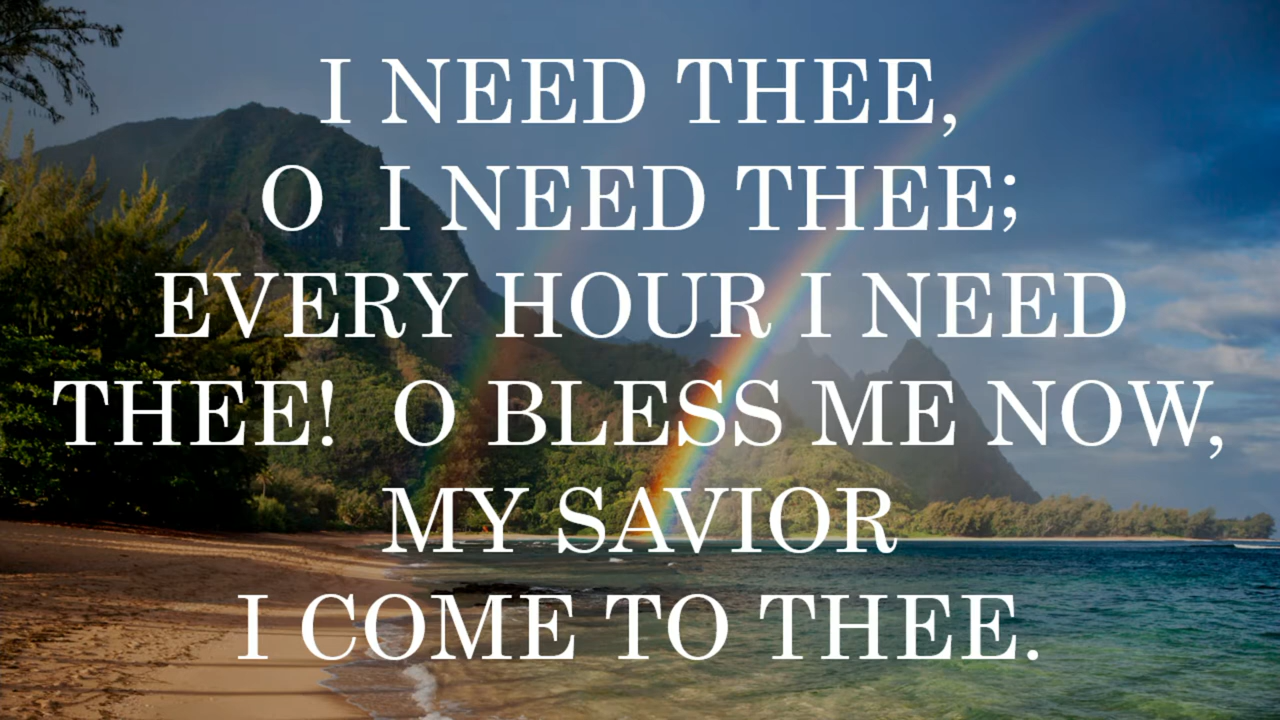 I NEED THEE,
O  I NEED THEE;
EVERY HOUR I NEED
THEE!  O BLESS ME NOW,
MY SAVIOR
I COME TO THEE.